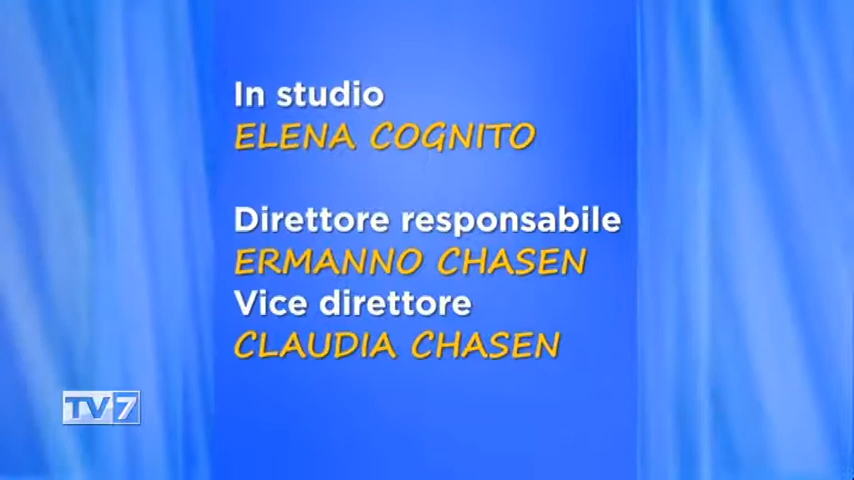 In studio
ELENA COGNITO
Direttore responsabile
ERMANNO CHASEN
Vice direttore
CLAUDIA CHASEN
TV7